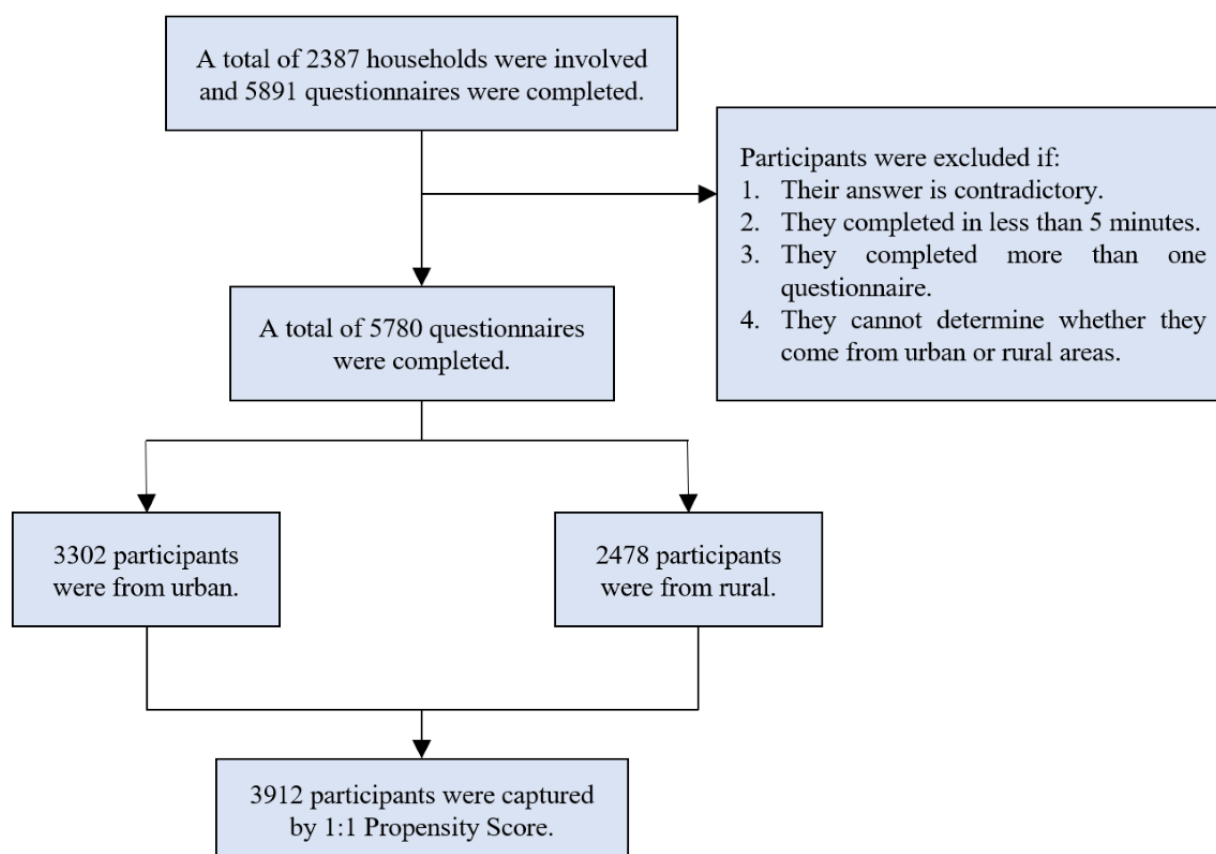 A total of 2387 households were involved
and 5891 questionnaires were completed.
Participants were excluded if:
1. Their answer is contradictory.
2. They completed in less than 5 minutes.
3. They completed more than one
questionnaire.
4. They cannot determine whether they
come from urban or rural areas.
A total of 5780 questionnaires
were completed.
3302 participants
were from urban.
2478 participants
were from rural.
3912 participants were captured
by 1:1 Propensity Score.